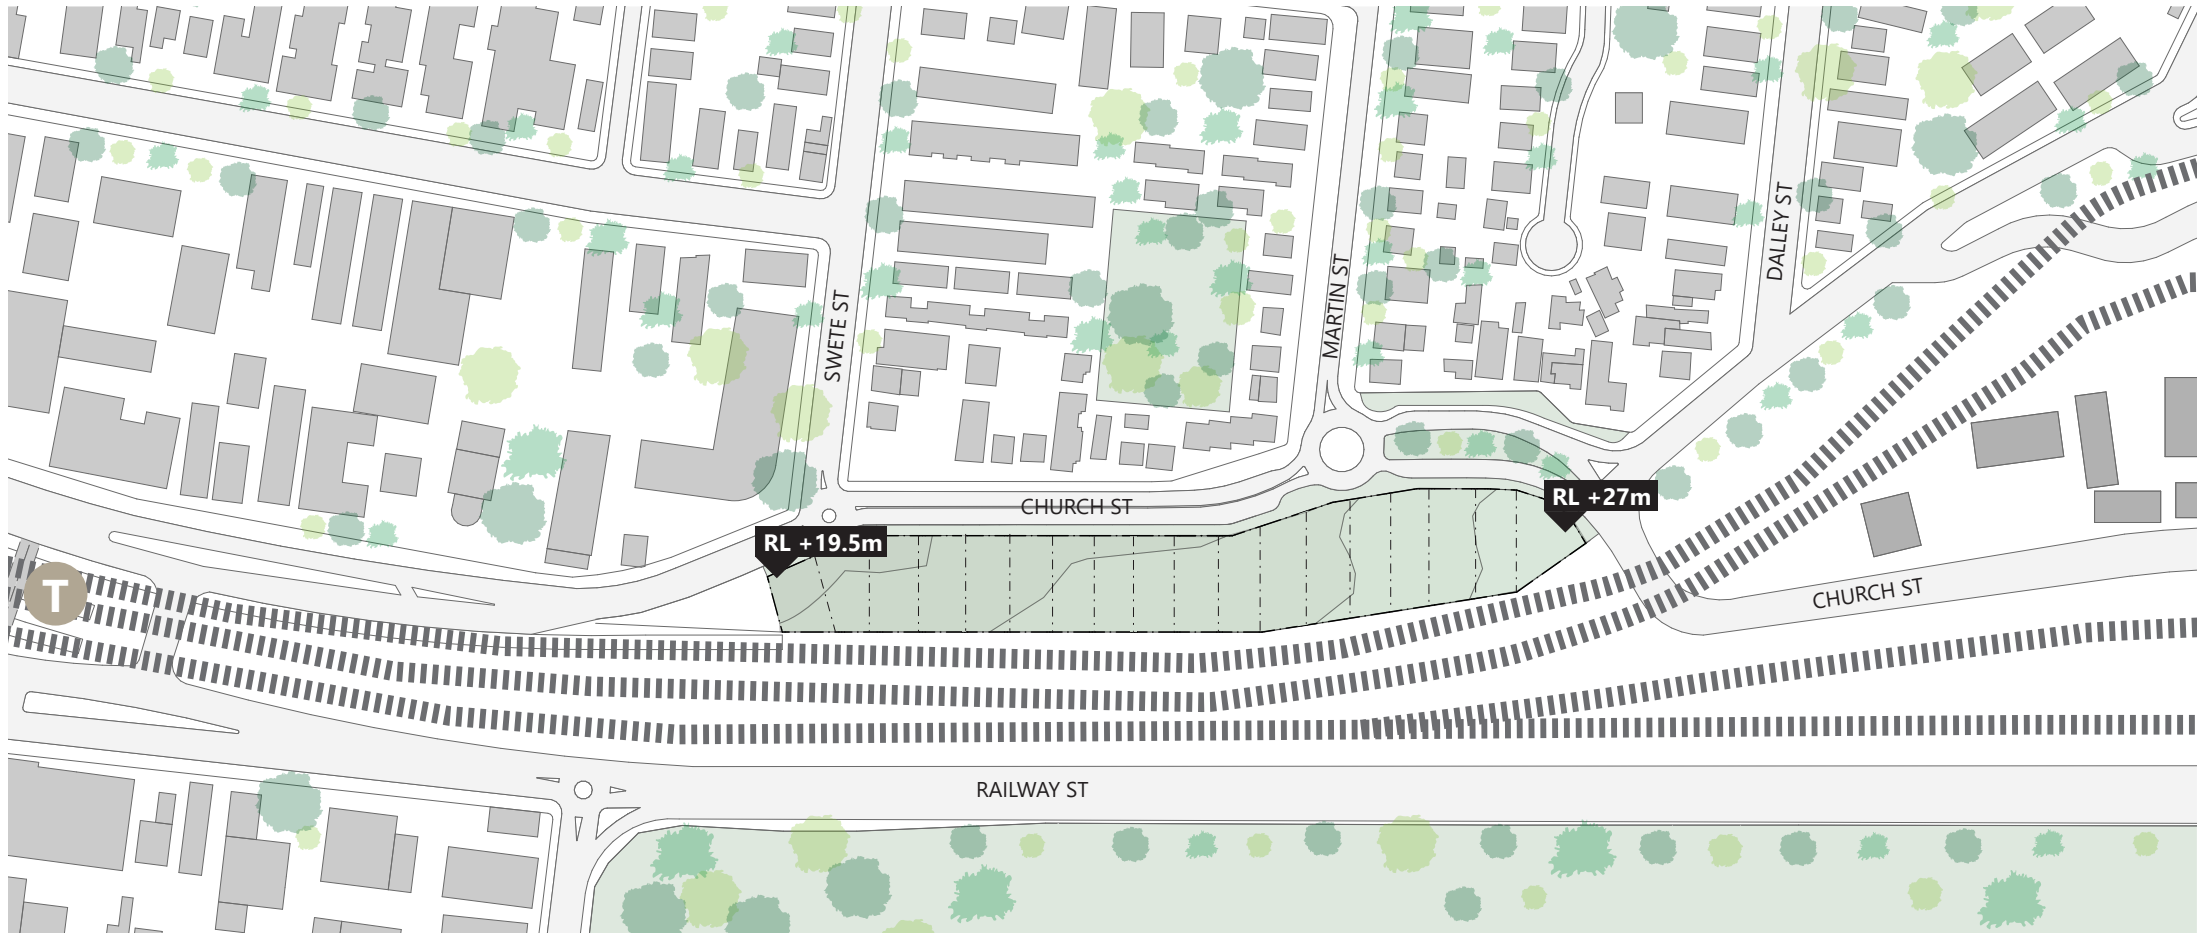 DALLEY ST
SWETE ST
MARTIN ST
CHURCH ST
RL +27m
RL +19.5m
T
CHURCH ST
RAILWAY ST